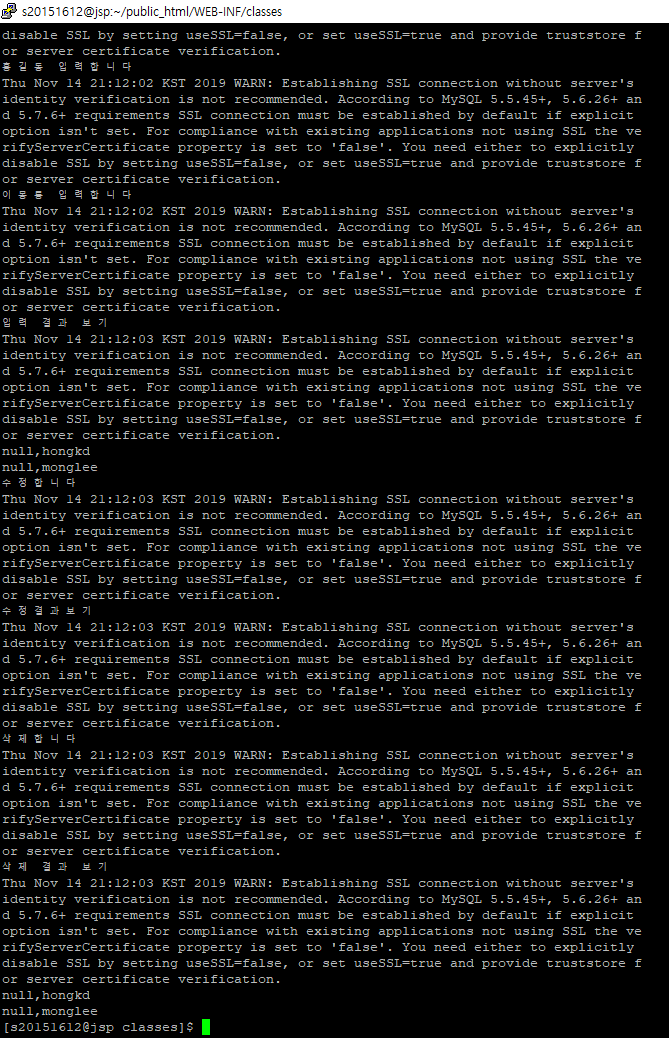 s20151612@jsp:~/public_html/WEB-INF/classes
disable SSL by setting useSSL=false, or set useSSL=true and provide truststore f
or server certificate verification.
홍길동 입력합니다
Thu Nov 14 21:12:02 KST 2019 WARN: Establishing SSL connection without server's
identity verification is not recommended. According to MySQL 5.5.45+, 5.6.26+ an
d 5.7.6+ requirements SSL connection must be established by default if explicit
option isn't set. For compliance with existing applications not using SSL the ve
rifyServerCertificate property is set to 'false'. You need either to explicitly
disable SSL by setting useSSL=false, or set useSSL=true and provide truststore f
or server certificate verification.
이몽룡 입력합니다
Thu Nov 14 21:12:02 KST 2019 WARN: Establishing SSL connection without server's
identity verification is not recommended. According to MySQL 5.5.45+, 5.6.26+ an
d 5.7.6+ requirements SSL connection must be established by default if explicit
option isn't set. For compliance with existing applications not using SSL the ve
rifyServerCertificate property is set to 'false'. You need either to explicitly
disable SSL by setting useSSL=false, or set useSSL=true and provide truststore f
or server certificate verification.
입력 결과 보기
Thu Nov 14 21:12:03 KST 2019 WARN: Establishing SSL connection without server's
identity verification is not recommended. According to MySQL 5.5.45+, 5.6.26+ an
d 5.7.6+ requirements SSL connection must be established by default if explicit
option isn't set. For compliance with existing applications not using SSL the ve
rifyServerCertificate property is set to 'false'. You need either to explicitly
disable SSL by setting useSSL=false, or set useSSL=true and provide truststore f
or server certificate verification.
null,hongkd
null,monglee
수정합니다
Thu Nov 14 21:12:03 KST 2019 WARN: Establishing SSL connection without server's
identity verification is not recommended. According to MySQL 5.5.45+, 5.6.26+ an
d 5.7.6+ requirements SSL connection must be established by default if explicit
option isn't set. For compliance with existing applications not using SSL the ve
rifyServerCertificate property is set to 'false'. You need either to explicitly
disable SSL by setting useSSL=false, or set useSSL=true and provide truststore f
or server certificate verification.
수정결과보기
Thu Nov 14 21:12:03 KST 2019 WARN: Establishing SSL connection without server's
identity verification is not recommended. According to MySQL 5.5.45+, 5.6.26+ an
d 5.7.6+ requirements SSL connection must be established by default if explicit
option isn't set. For compliance with existing applications not using SSL the ve
rifyServerCertificate property is set to 'false'. You need either to explicitly
disable SSL by setting useSSL=false, or set useSSL=true and provide truststore f
or server certificate verification.
삭제합니다
Thu Nov 14 21:12:03 KST 2019 WARN: Establishing SSL connection without server's
identity verification is not recommended. According to MySQL 5.5.45+, 5.6.26+ an
d 5.7.6+ requirements SSL connection must be established by default if explicit
option isn't set. For compliance with existing applications not using SSL the ve
rifyServerCertificate property is set to 'false'. You need either to explicitly
disable SSL by setting useSSL=false, or set useSSL=true and provide truststore f
or server certificate verification.
삭제 결과 보기
Thu Nov 14 21:12:03 KST 2019 WARN: Establishing SSL connection without server's
identity verification is not recommended. According to MySQL 5.5.45+, 5.6.26+ an
d 5.7.6+ requirements SSL connection must be established by default if explicit
option isn't set. For compliance with existing applications not using SSL the ve
rifyServerCertificate property is set to 'false'. You need either to explicitly
disable SSL by setting useSSL=false, or set useSSL=true and provide truststore f
or server certificate verification.
null,hongkd
null,monglee
[s20151612@jsp classes]$